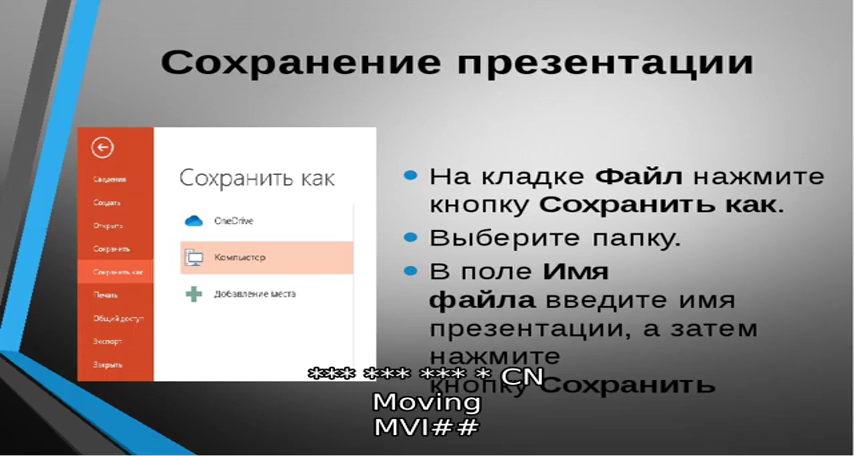 Сохранение презентации
Сведения
Создать
Открыть
Сохранить
Сохранить как
Печать
Общий доступ
Экспорт
Закрыть
Сохранить как
OneDrive
Компьютер
Добавление места
На кладке Файл нажмите
кнопку Сохранить как.
Выберите папку.
В поле Имя
файла введите имя
презентации, а затем
нажмите
кнопку Сохранить
*** *** *** * CN
Moving
MVI##